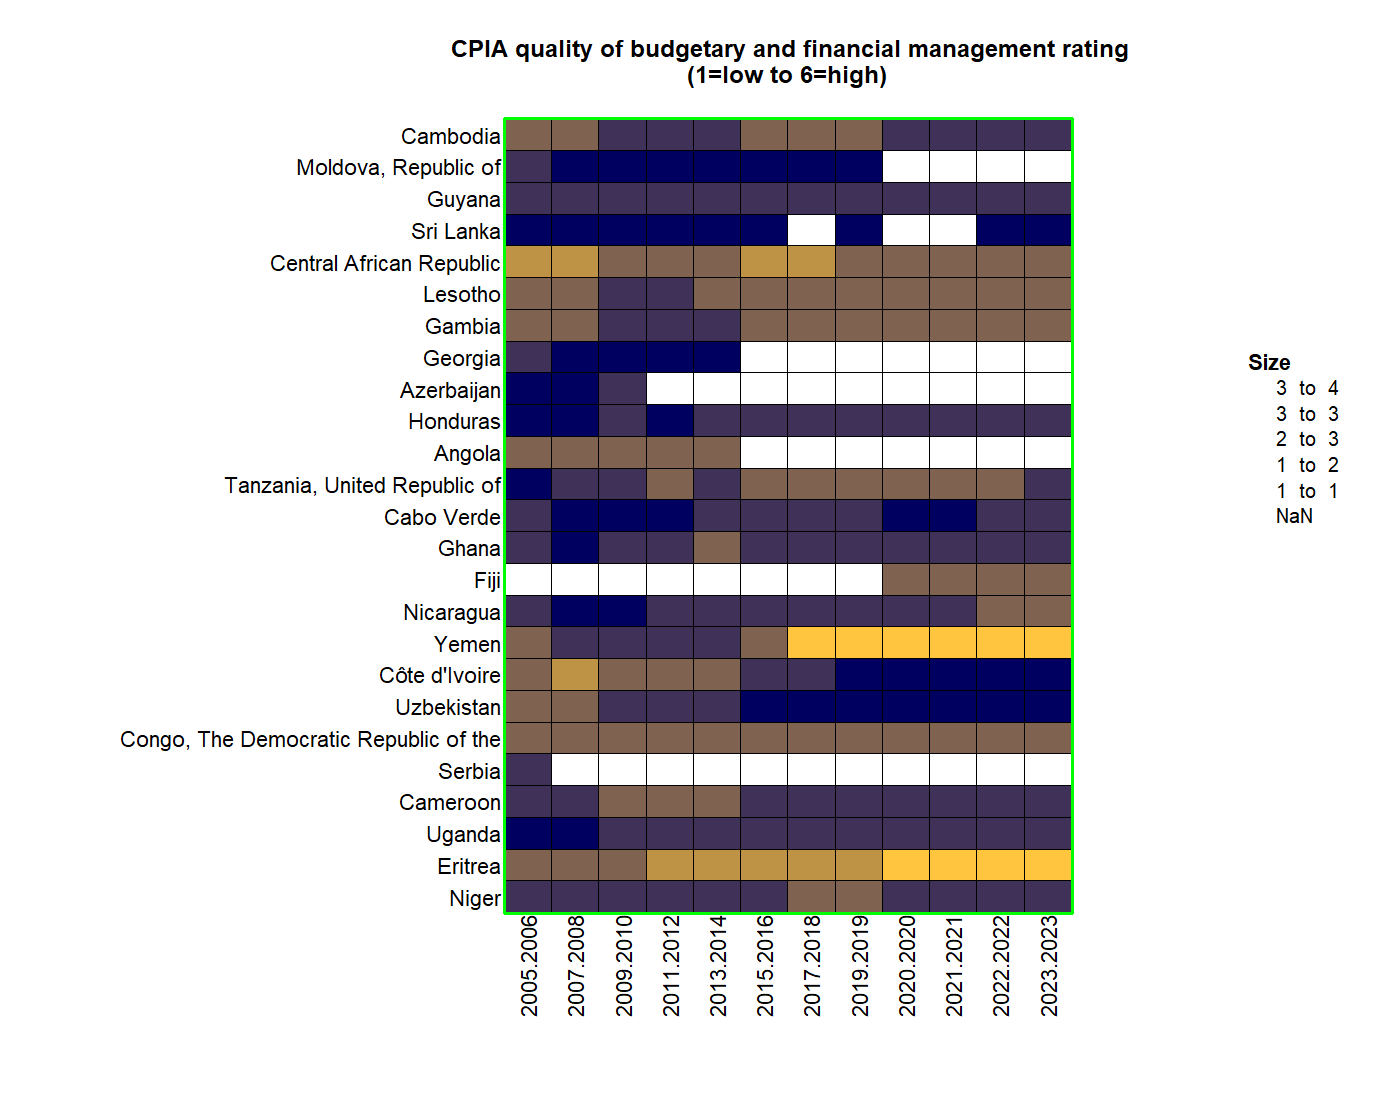 CPIA quality of budgetary and financial management rating
(1=low to 6=high)
Cambodia
Moldova, Republic of
Guyana
Sri Lanka
Central African Republic
Lesotho
Gambia
Georgia
Azerbaijan
Honduras
Angola
Tanzania, United Republic of
Cabo Verde
Ghana
Fiji
Nicaragua
Yemen
Côte d'Ivoire
Uzbekistan
Congo, The Democratic Republic of the
Serbia
Cameroon
Uganda
Eritrea
Niger
2005.2006
2007.2008
2009.2010
2011.2012
2013.2014
2015.2016
2017.2018
2019.2019
2020.2020
2021.2021
2022.2022
2023.2023
Size
3 to 4
3 to 3
2 to 3
1 to 2
1 to 1
NaN